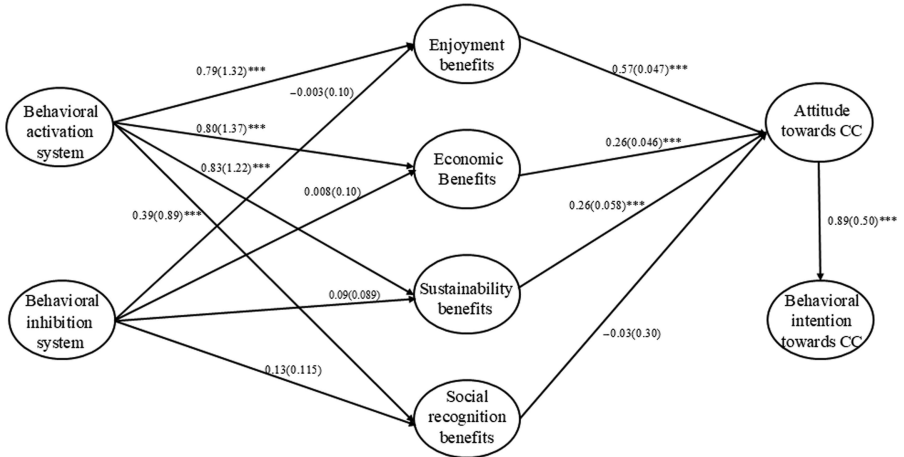 Enjoyment
benefits
0.79(1.32)***
0.57(0.047)***
−0.003(0.10)
Behavioral
activation
system
Attitude
towards CC
0.80(1.37)***
0.26(0.046)***
Economic
Benefits
0.83(1.22)***
0.008(0.10)
0.39(0.89)***
0.26(0.058)***
0.89(0.50)***
Behavioral
inhibition
system
0.09(0.089)
Sustainability
benefits
Behavioral
intention
towards CC
−0.03(0.30)
0.13(0.115)
Social
recognition
benefits